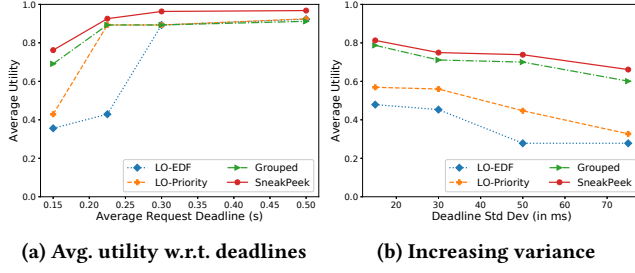 1.0
0.8
0.6
0.4
0.2
0.0
Average Utility
LO-EDF
LO-Priority
Grouped
SneakPeek
0.15 0.20 0.25 0.30 0.35 0.40 0.45 0.50
Average Request Deadline (s)
(a) Avg. utility w.r.t. deadlines
1.0
0.8
0.6
0.4
0.2
0.0
Average Utility
LO-EDF
LO-Priority
Grouped
SneakPeek
20 30 40 50 60 70
Deadline Std Dev (in ms)
(b) Increasing variance